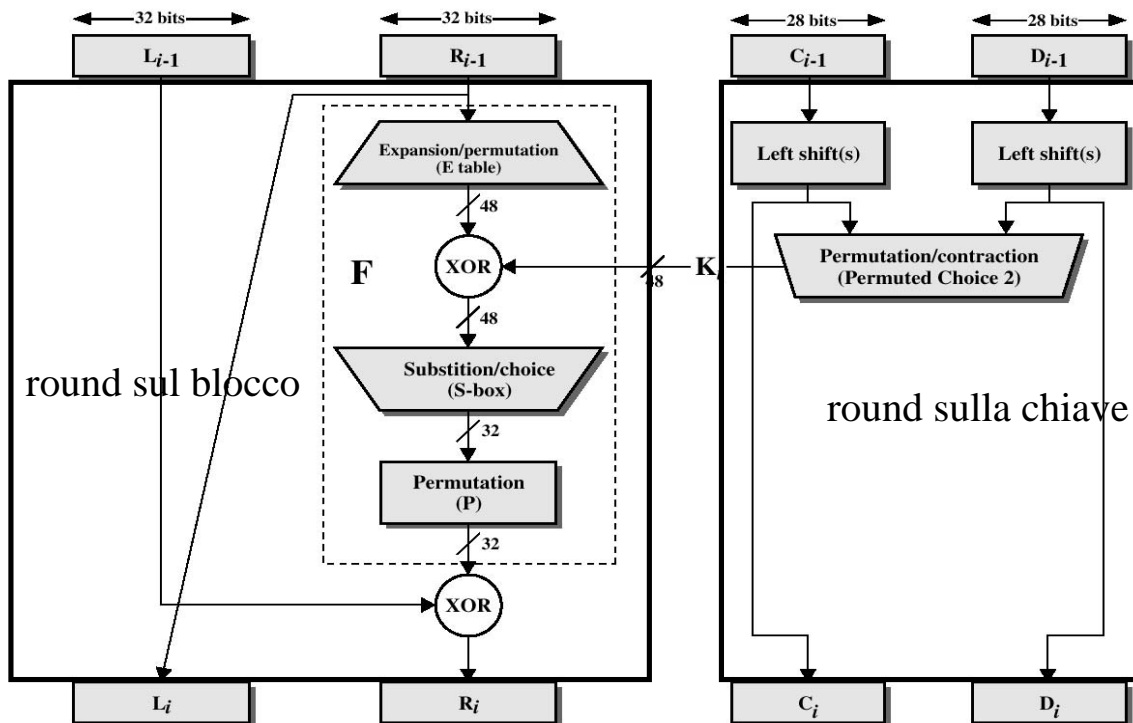 32 bits
32 bits
28 bits
28 bits
Li-1
Ri-1
Ci-1
Di-1
Expansion/permutation
(E table)
Left shift(s)
Left shift(s)
48
XOR
F
48
Ki
Permutation/contraction
(Permuted Choice 2)
48
Substition/choice
(S-box)
round sul blocco
round sulla chiave
32
Permutation
(P)
32
XOR
Li
Ri
Ci
Di